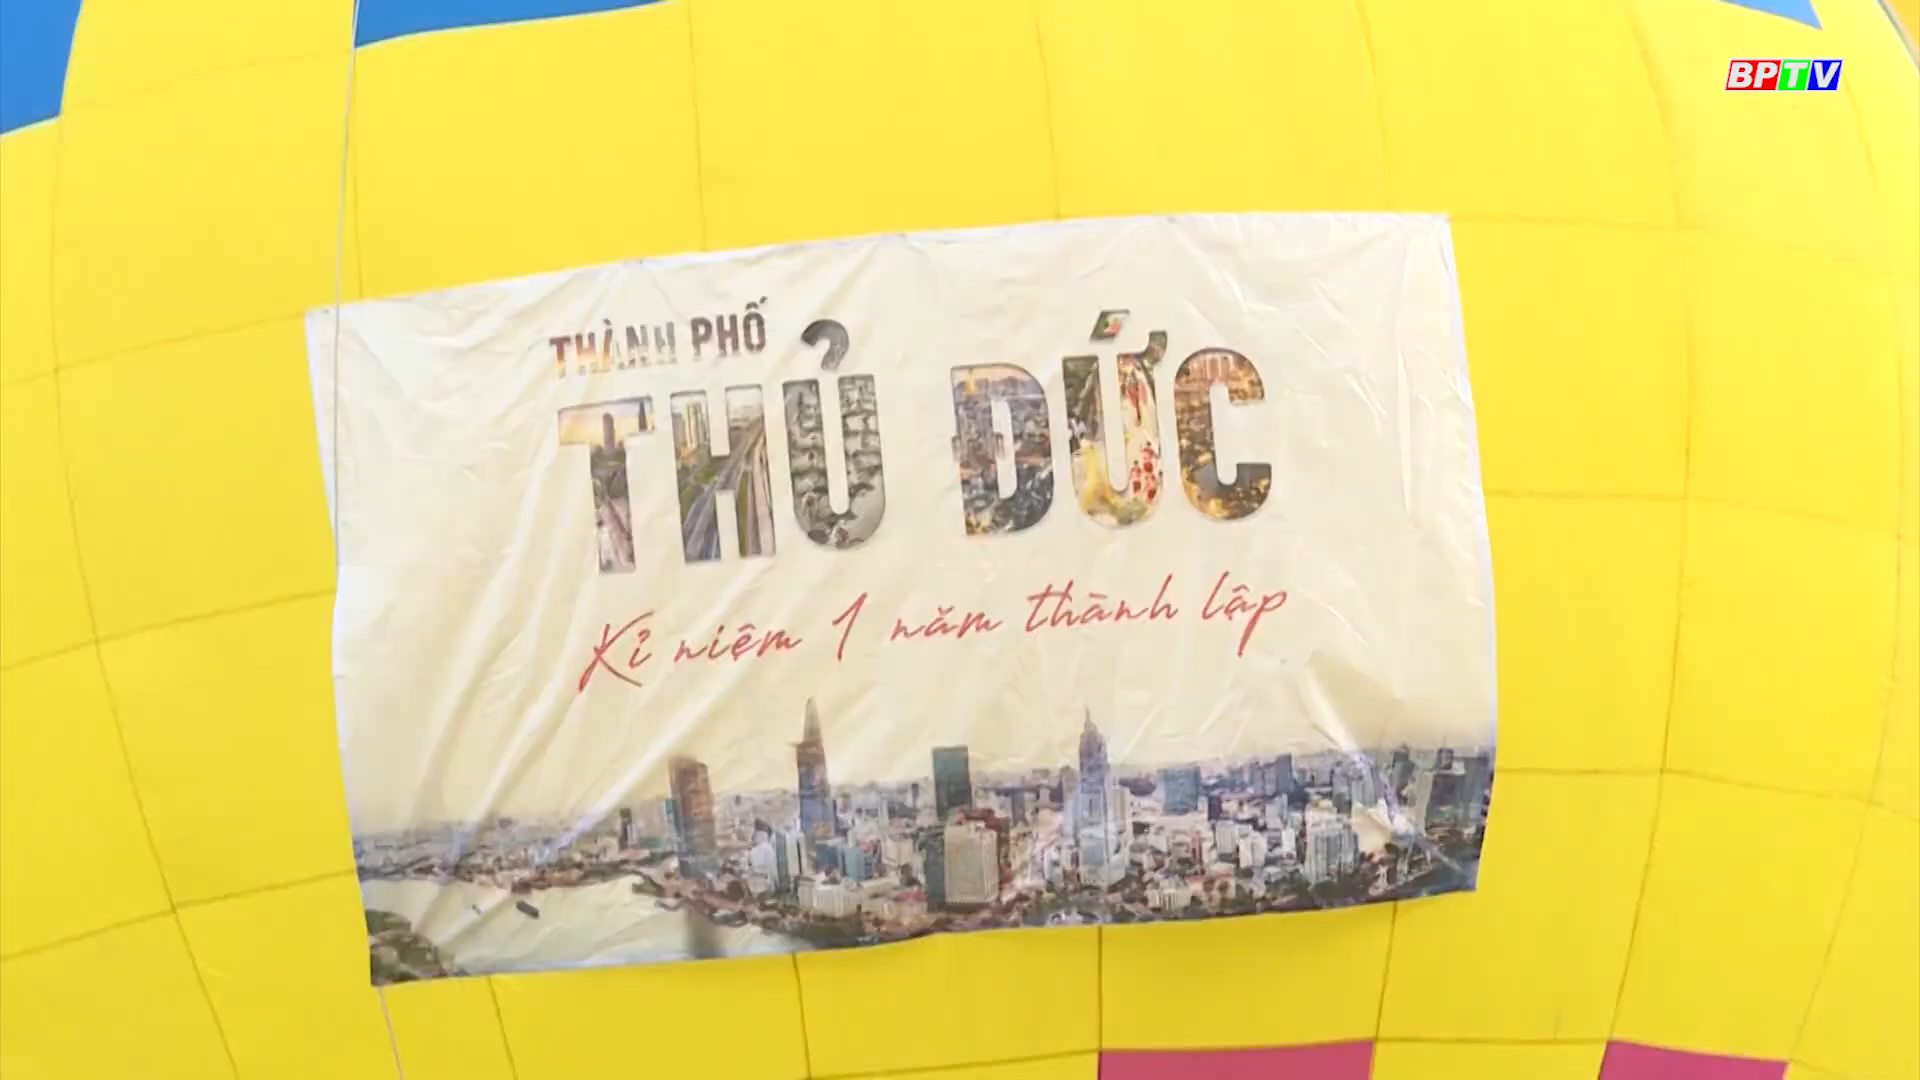 BPTV
THÀNH PHỐ
THỦ ĐỨC
Kỉ niệm 1 năm thành lập